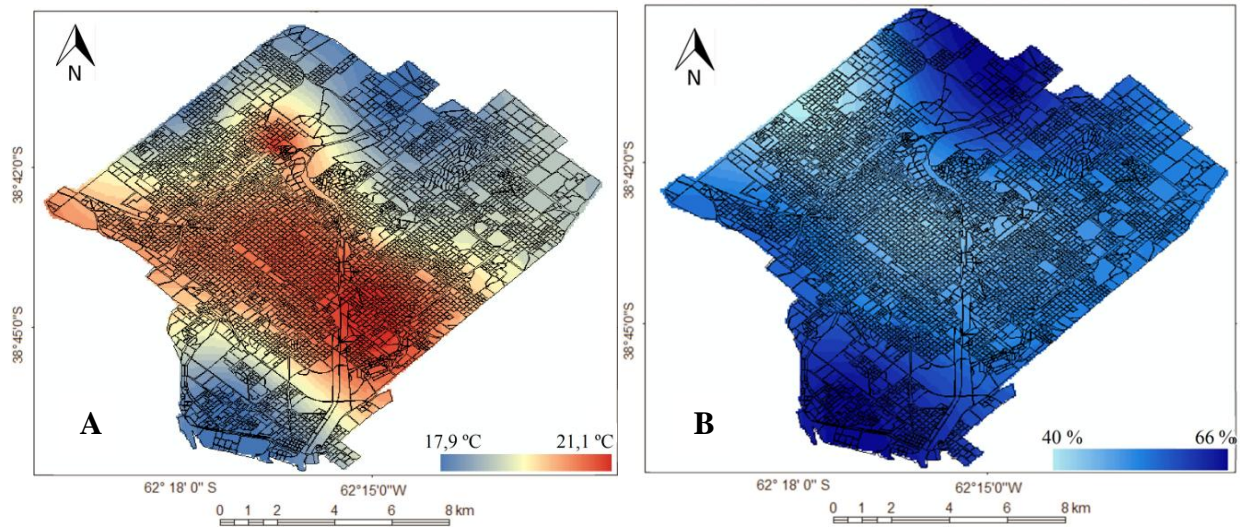 N
38°42'0"S
38°45'0"S
A
17,9 ºC 21,1 ºC
62° 18' 0" S 62°15'0"W
0 1 2 4 6 8 km
N
38°42'0"S
38°45'0"S
B
40 % 66 %
62° 18' 0" S 62°15'0"W
0 1 2 4 6 8 km